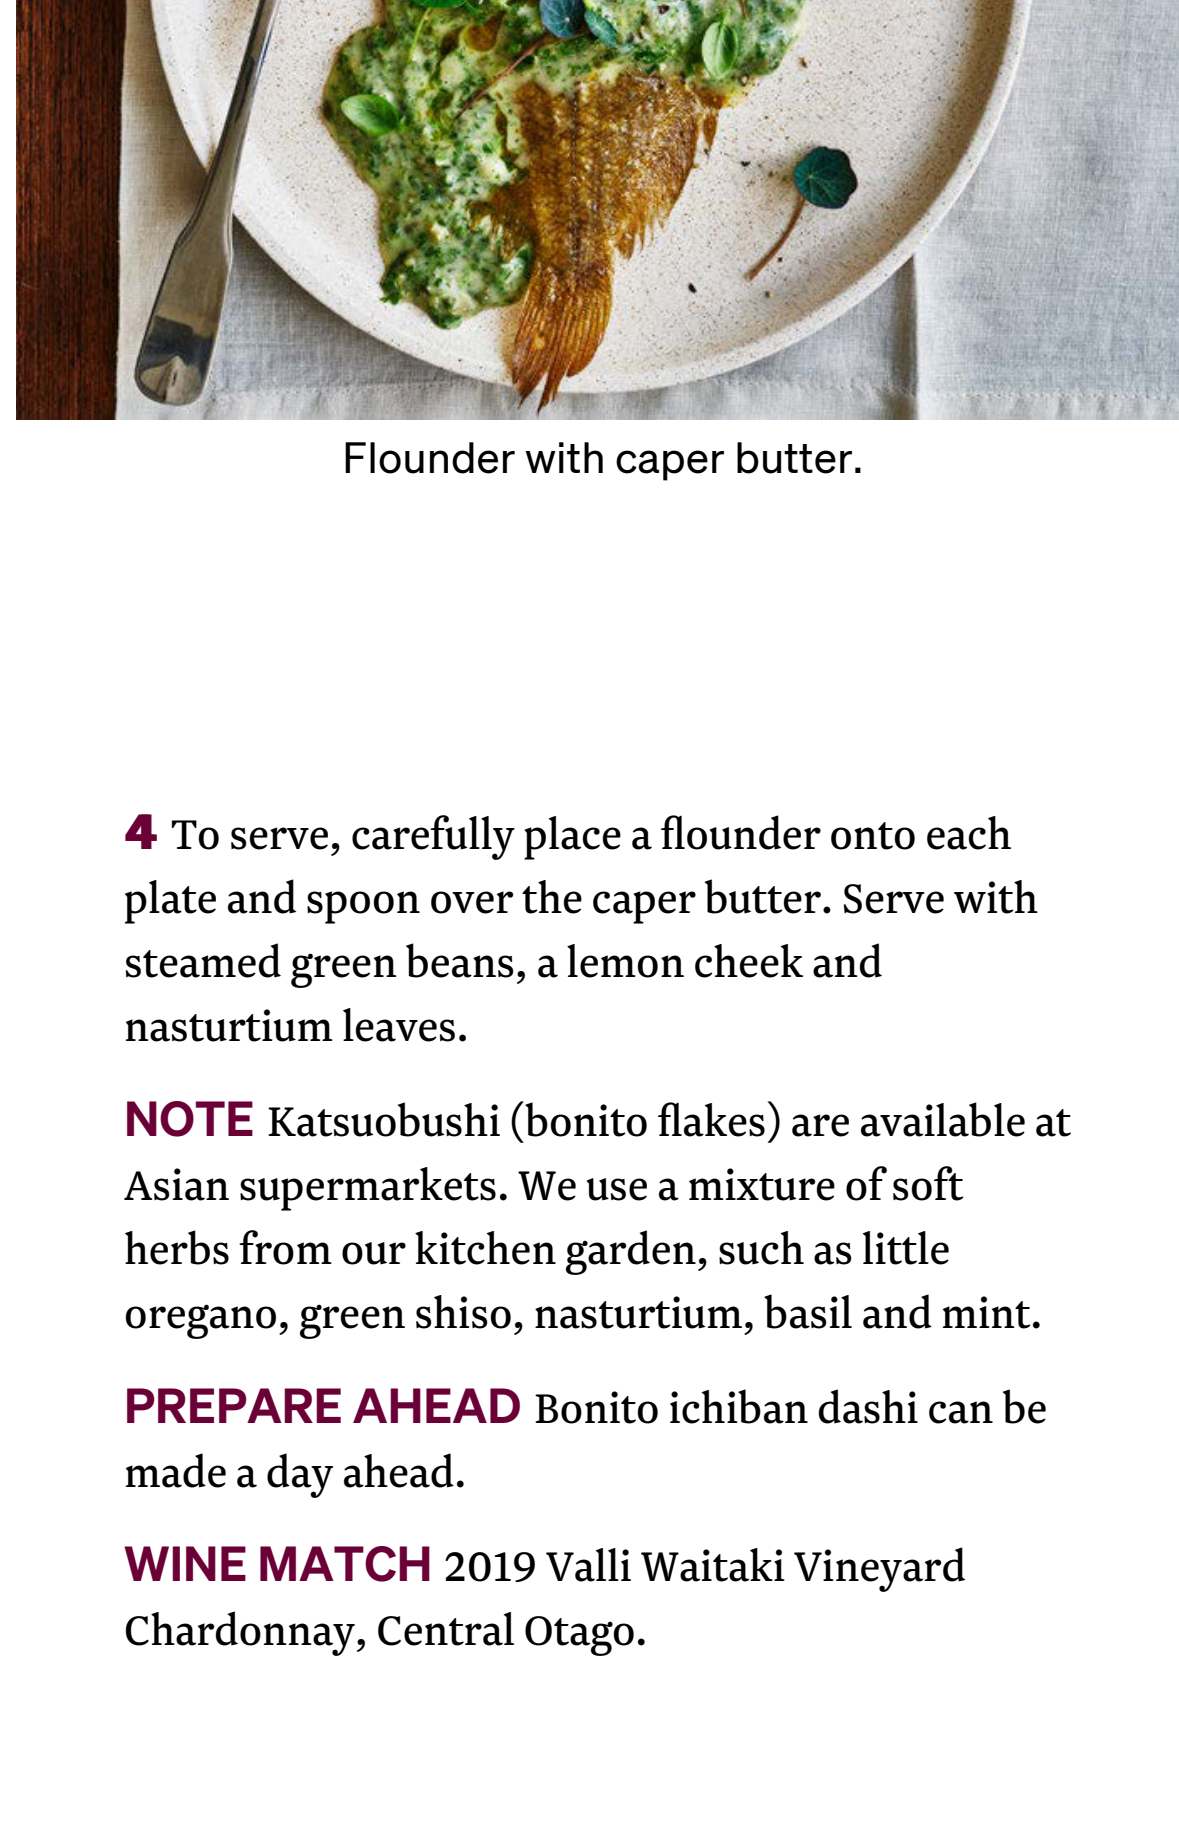 Flounder with caper butter.
4 To serve, carefully place a flounder onto each
plate and spoon over the caper butter. Serve with
steamed green beans, a lemon cheek and
nasturtium leaves.
NOTE Katsuobushi (bonito flakes) are available at
Asian supermarkets. We use a mixture of soft
herbs from our kitchen garden, such as little
oregano, green shiso, nasturtium, basil and mint.
PREPARE AHEAD Bonito ichiban dashi can be
made a day ahead.
WINE MATCH 2019 Valli Waitaki Vineyard
Chardonnay, Central Otago.